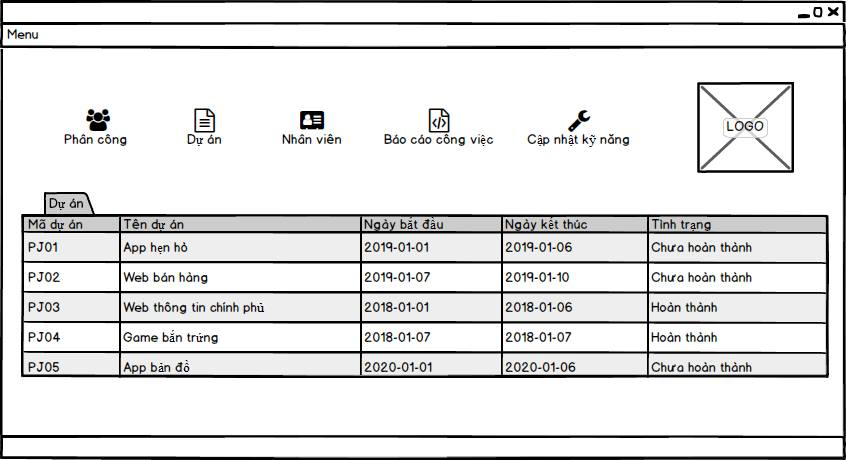 Menu
Phân công
Dự án
Nhân viên
Báo cáo công việc
Cập nhật kỹ năng
LOGO
Dự án
Mã dự án Tên dự án Ngày bắt đầu Ngày kết thúc Tình trạng
PJ01 App hẹn hò 2019-01-01 2019-01-06 Chưa hoàn thành
PJ02 Web bán hàng 2019-01-07 2019-01-10 Chưa hoàn thành
PJ03 Web thông tin chính phủ 2018-01-01 2018-01-06 Hoàn thành
PJ04 Game bắn trứng 2018-01-07 2018-01-07 Hoàn thành
PJ05 App bản đồ 2020-01-01 2020-01-06 Chưa hoàn thành